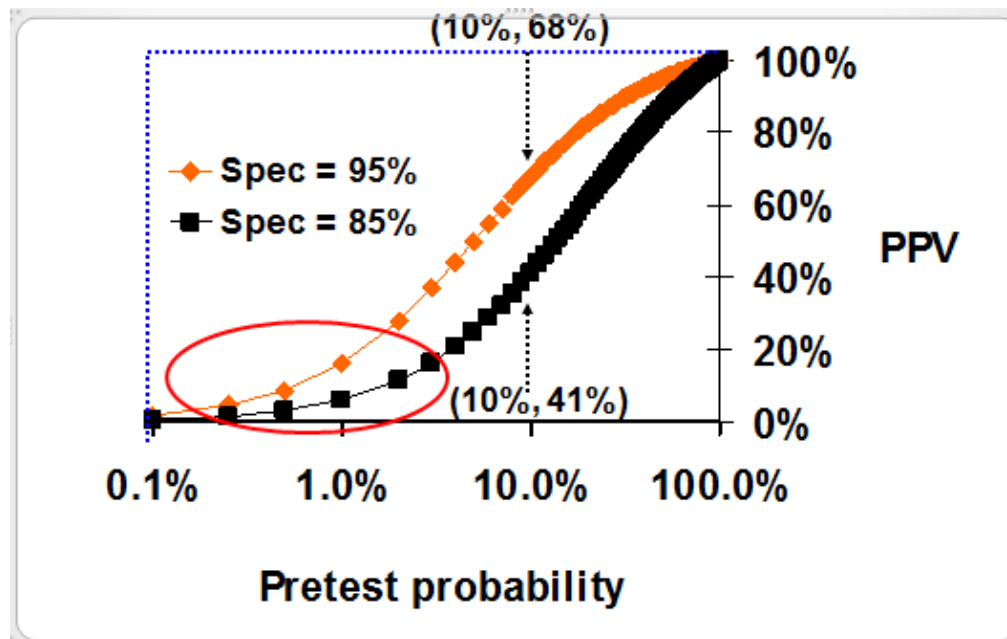 (10%, 68%)
100%
Spec = 95%
80%
Spec = 85%
60%
PPV
40%
20%
(10%, 41%)
0%
0.1% 1.0% 10.0% 100.0%
Pretest probability